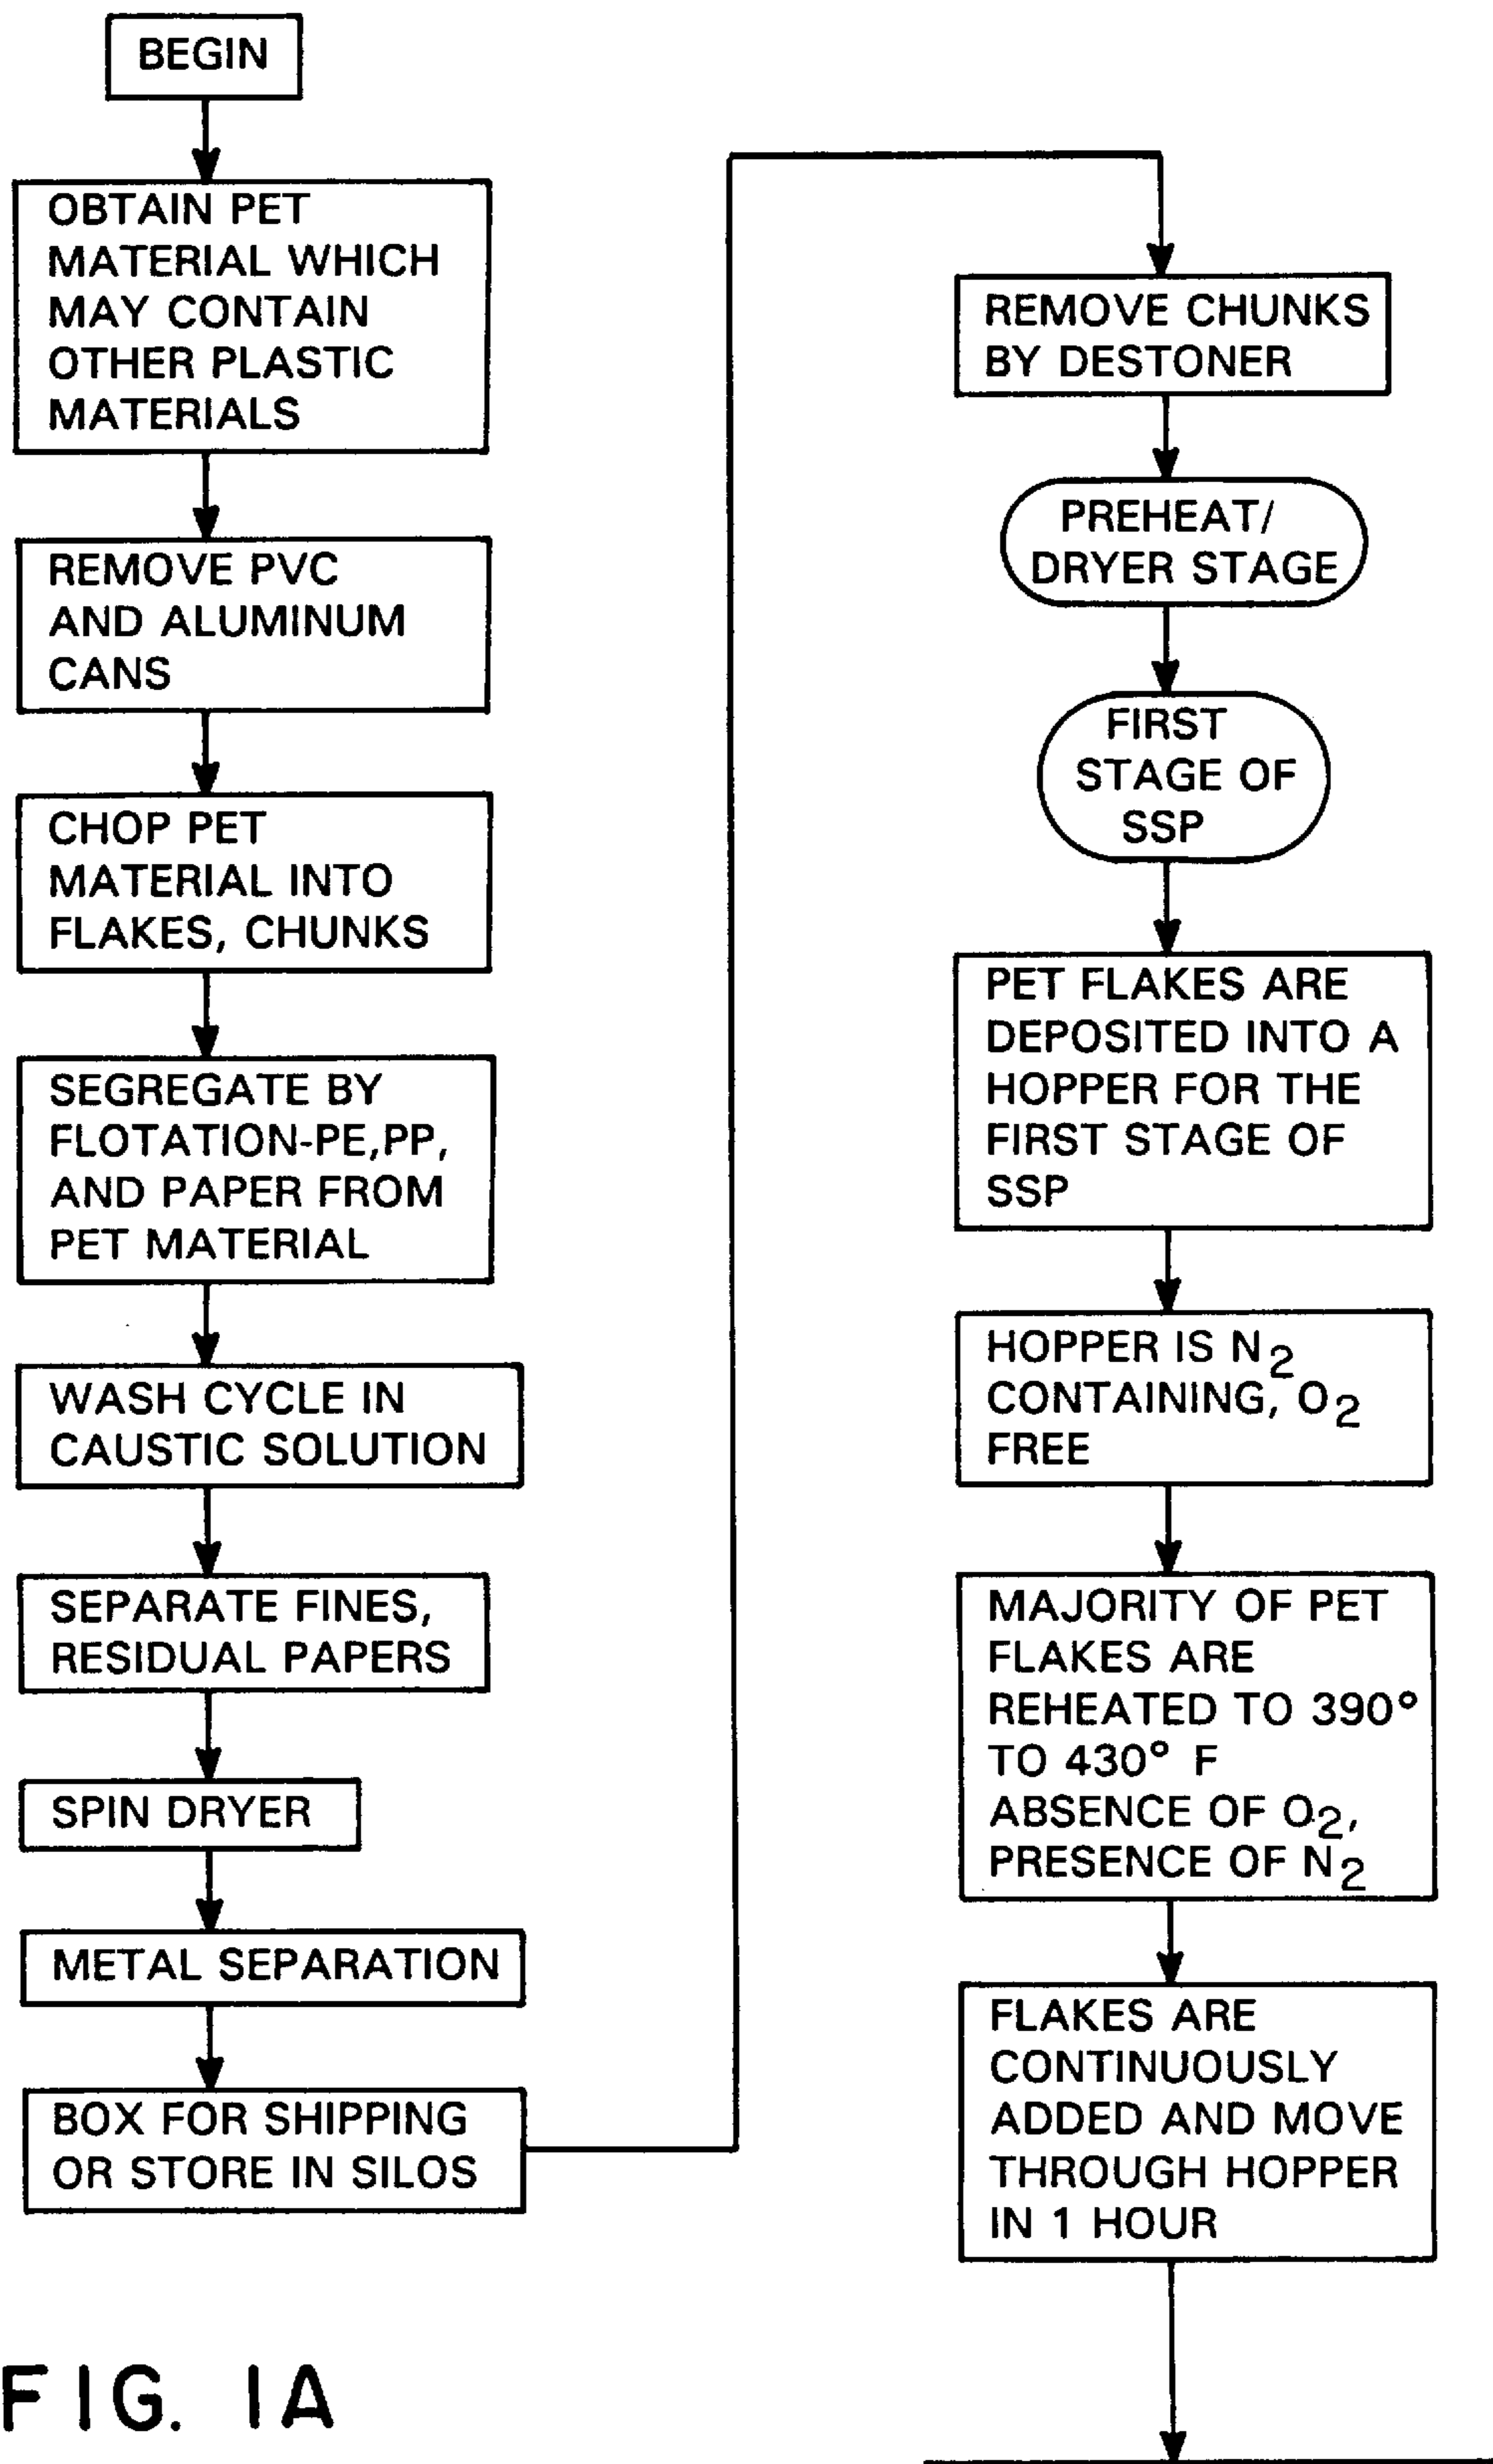 BEGIN
OBTAIN PET
MATERIAL WHICH
MAY CONTAIN
OTHER PLASTIC
MATERIALS
REMOVE PVC
AND ALUMINUM
CANS
CHOP PET
MATERIAL INTO
FLAKES, CHUNKS
SEGREGATE BY
FLOTATION-PE,PP,
AND PAPER FROM
PET MATERIAL
WASH CYCLE IN
CAUSTIC SOLUTION
SEPARATE FINES,
RESIDUAL PAPERS
SPIN DRYER
METAL SEPARATION
BOX FOR SHIPPING
OR STORE IN SILOS
REMOVE CHUNKS
BY DESTONER
PREHEAT/
DRYER STAGE
FIRST
STAGE OF
SSP
PET FLAKES ARE
DEPOSITED INTO A
HOPPER FOR THE
FIRST STAGE OF
SSP
HOPPER IS N2
CONTAINING, O2
FREE
MAJORITY OF PET
FLAKES ARE
REHEATED TO 390°
TO 430° F
ABSENCE OF O2,
PRESENCE OF N2
FLAKES ARE
CONTINUOUSLY
ADDED AND MOVE
THROUGH HOPPER
IN 1 HOUR
FIG. 1A